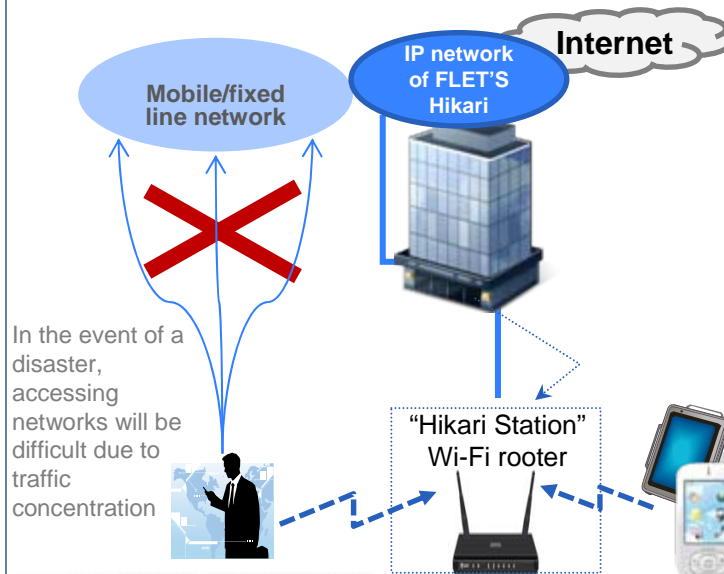 Internet
IP network
of FLET'S
Hikari
Mobile/fixed
line network
In the event of a
disaster,
accessing
networks will be
difficult due to
traffic
concentration
“Hikari Station”
Wi-Fi rooter